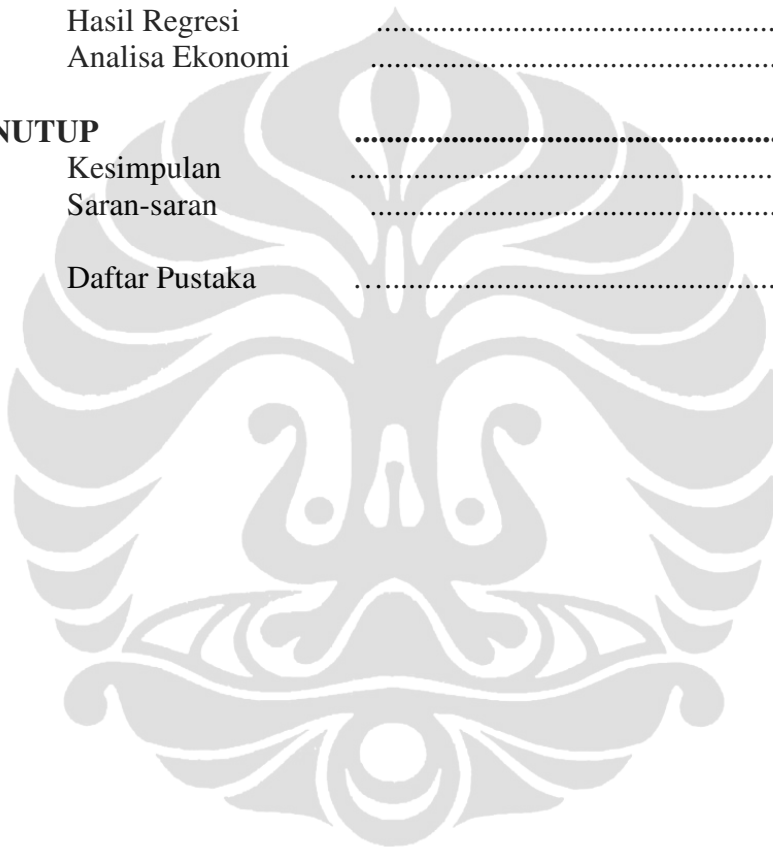 Hasil Regresi ..................................................
Analisa Ekonomi ..................................................
NUTUP ..................................................
Kesimpulan ..................................................
Saran-saran ..................................................
Daftar Pustaka ..................................................